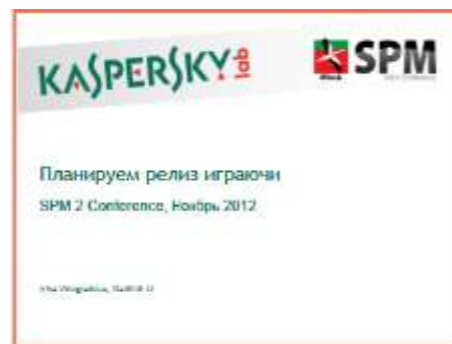 KASPERSKY lab
SPM
Планируем релиз играючи
SPM 2 Conference, Ноябрь 2012